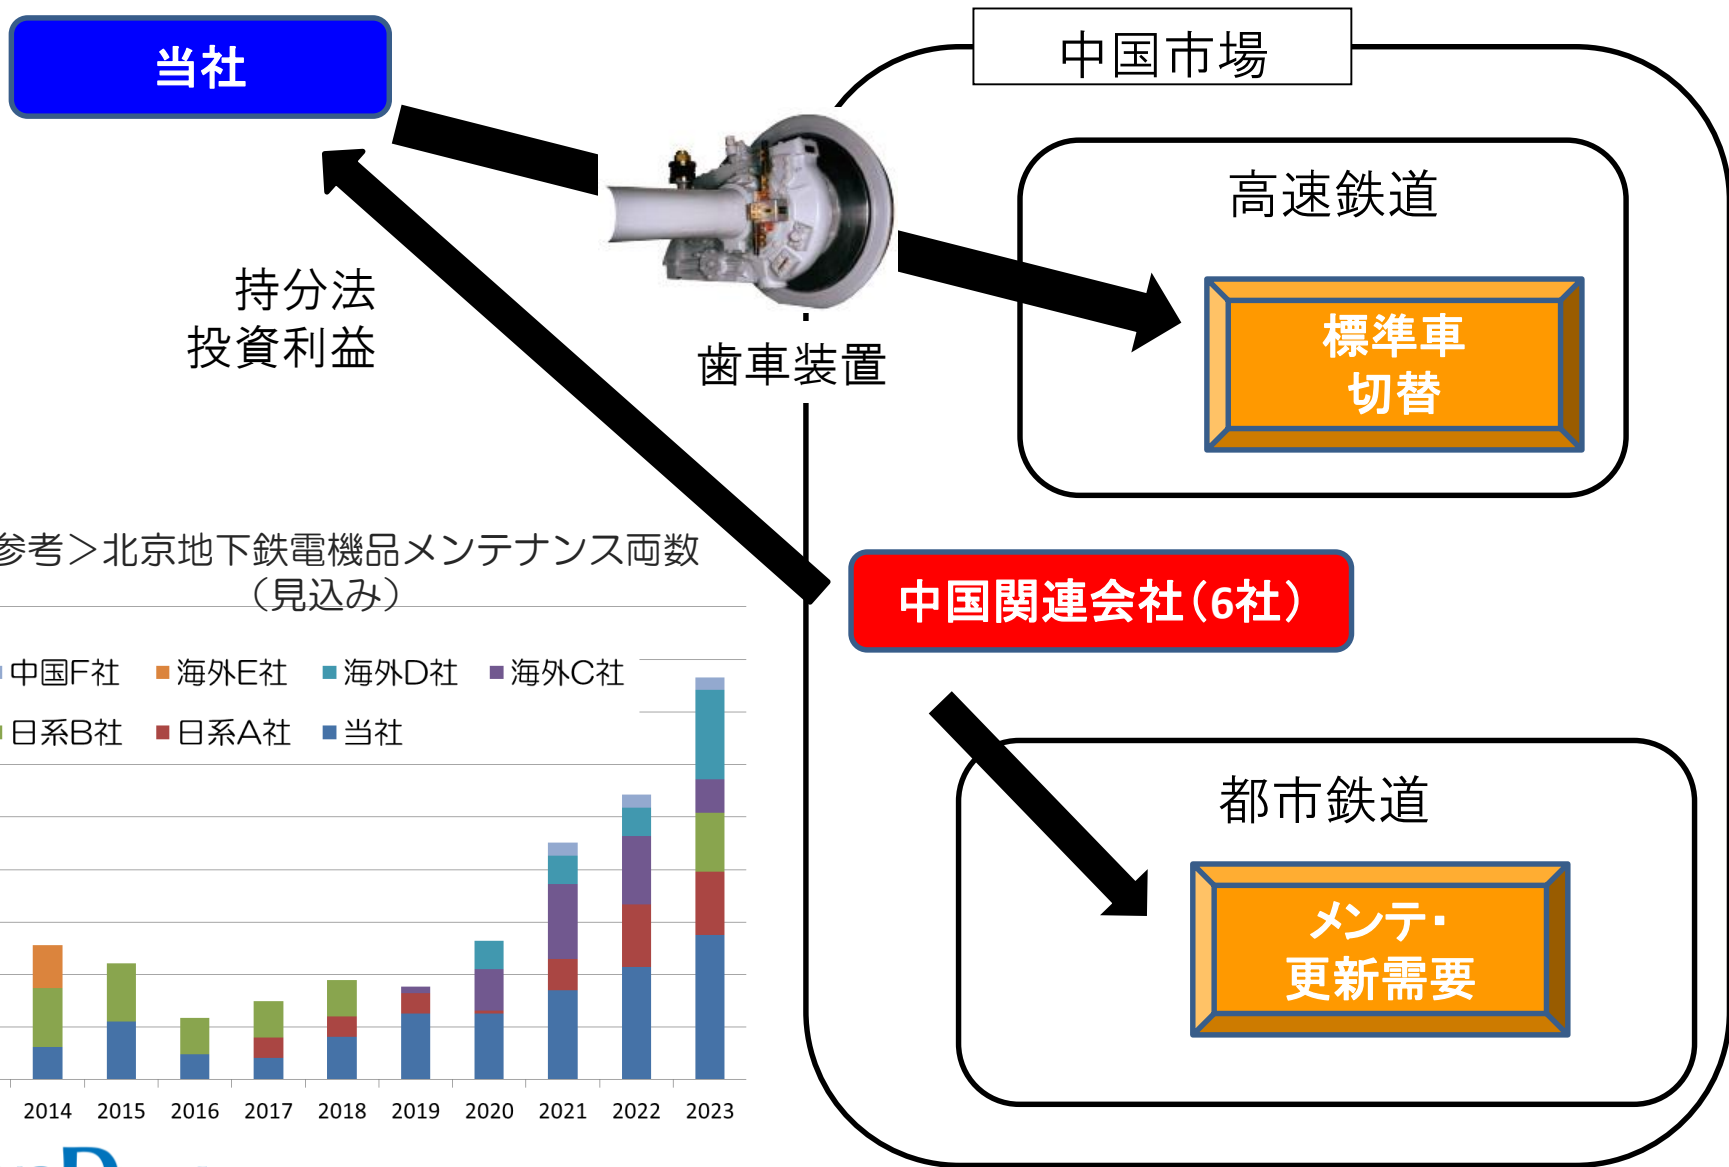 当社
中国市場
高速鉄道
標準車
切替
持分法
投資利益
歯車装置
参考＞北京地下鉄電機品メンテナンス両数
（見込み）
中国F社 海外E社 海外D社 海外C社
日系B社 日系A社 当社
中国関連会社（6社）
都市鉄道
メンテ・
更新需要
2014 2015 2016 2017 2018 2019 2020 2021 2022 2023